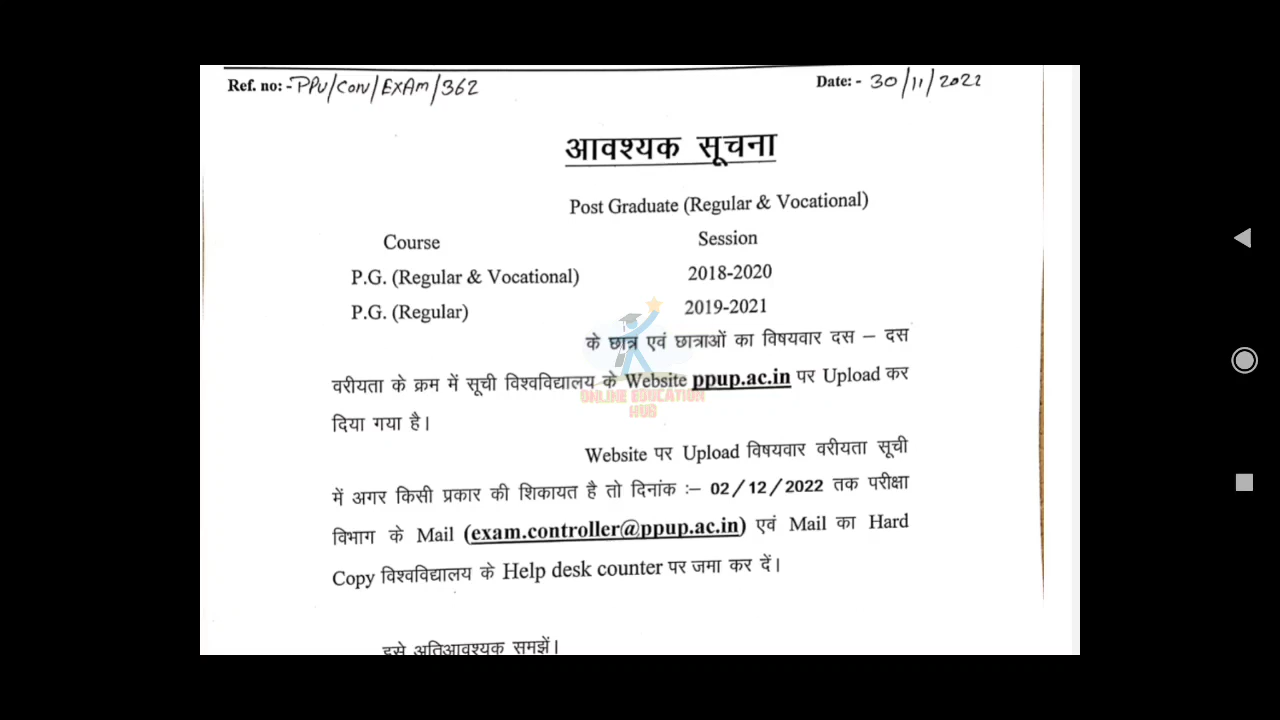 Ref. no: -PPU/Con/EXAM/362 Date: - 30/11/2022
आवश्यक सूचना
Post Graduate (Regular & Vocational)
Course Session
P.G. (Regular & Vocational) 2018-2020
P.G. (Regular) 2019-2021
के छात्र एवं छात्राओं का विषयवार दस – दस
वरीयता के क्रम में सूची विश्वविद्यालय के Website ppup.ac.in पर Upload कर
ONLINE EDUCATION
HUB
दिया गया है।
Website पर Upload विषयवार वरीयता सूची
में अगर किसी प्रकार की शिकायत है तो दिनांक :– 02/12/2022 तक परीक्षा
विभाग के Mail (exam.controller@ppup.ac.in) एवं Mail का Hard
Copy विश्वविद्यालय के Help desk counter पर जमा कर दें।
इसे अतिआवश्यक समझें।